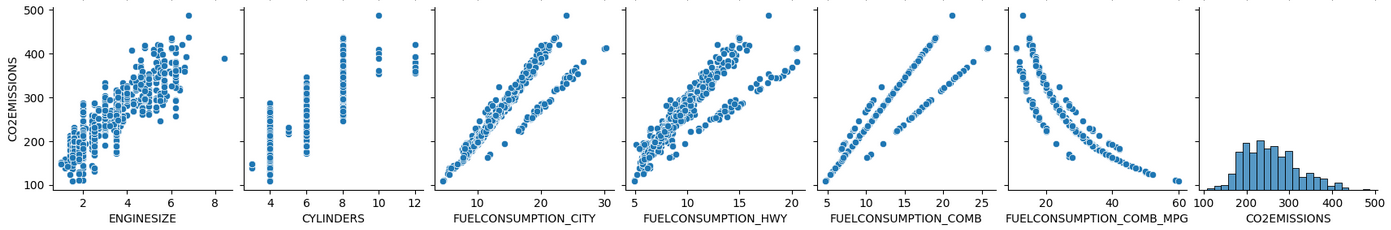 500
400
300
200
100
CO2EMISSIONS
2 4 6 8
ENGINESIZE
4 6 8 10 12
CYLINDERS
10 20 30
FUELCONSUMPTION_CITY
5 10 15 20
FUELCONSUMPTION_HWY
5 10 15 20 25
FUELCONSUMPTION_COMB
20 40 60
FUELCONSUMPTION_COMB_MPG
100 200 300 400 500
CO2EMISSIONS